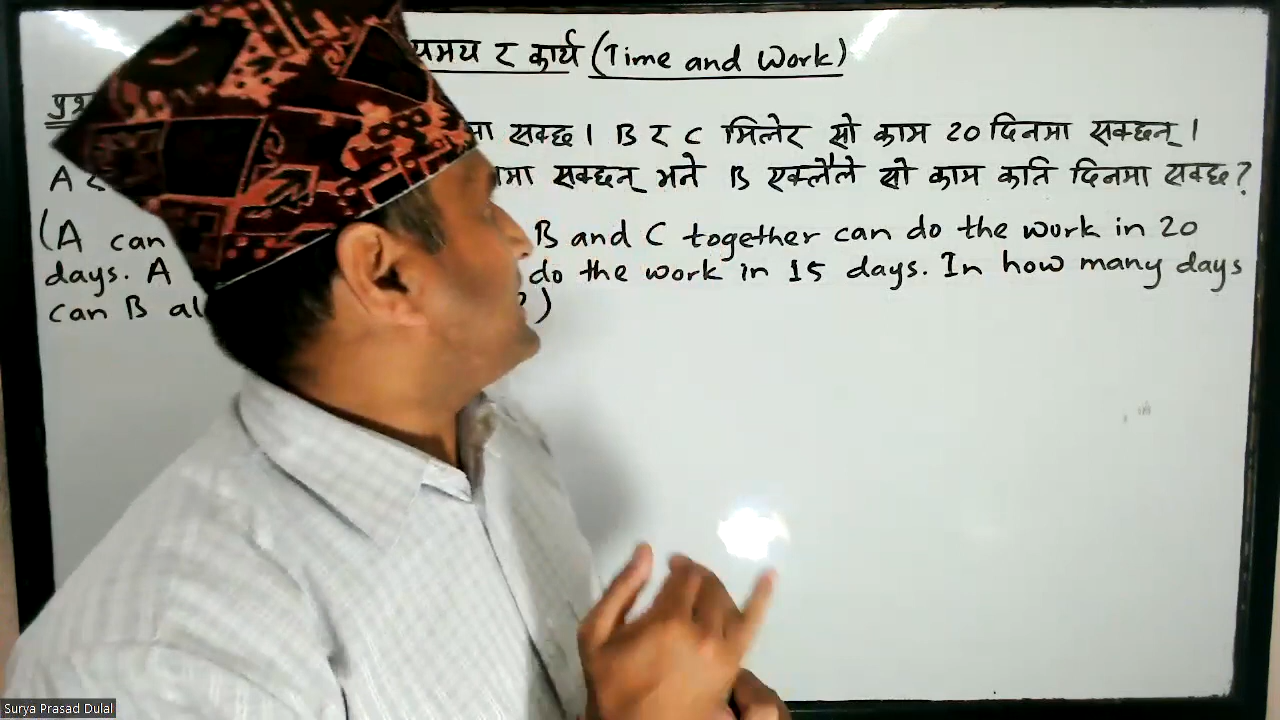 समय र कार्य (Time and Work)
प्रश्न
मा सक्छ। B र C मिलेर सो काम 20 दिनमा सक्छन्।
A र मा सक्छन् भने B एक्लैले सो काम कति दिनमा सक्छ?
(A can B and C together can do the work in 20
days. A do the work in 15 days. In how many days
can B ?)
Surya Prasad Dulal